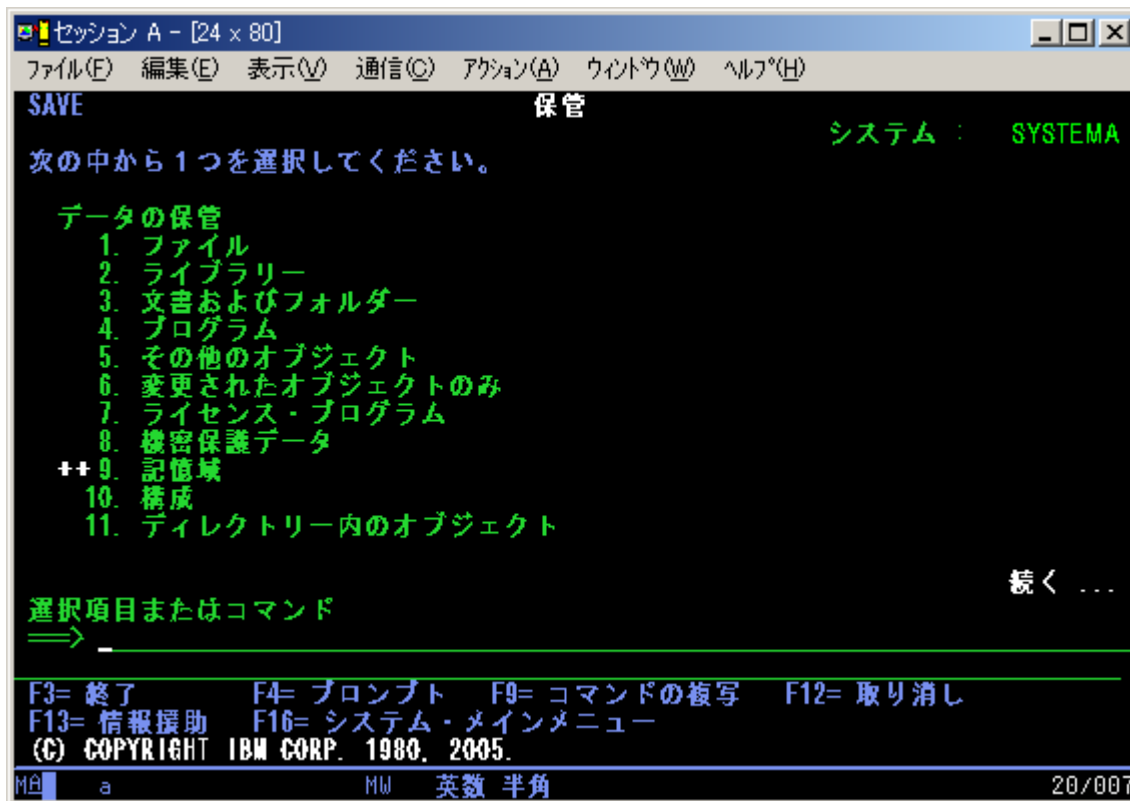 セッション A - [24 x 80]
ファイル(F) 編集(E) 表示(V) 通信(C) アクション(A) ウィンドウ(W) ヘルプ(H)
SAVE 保管
システム : SYSTEMA
次の中から1つを選択してください。
データの保管
1. ファイル
2. ライブラリー
3. 文書およびフォルダー
4. プログラム
5. その他のオブジェクト
6. 変更されたオブジェクトのみ
7. ライセンス・プログラム
8. 機密保護データ
++ 9. 記憶域
10. 構成
11. ディレクトリー内のオブジェクト
続く ...
選択項目またはコマンド
==> _
F3= 終了 F4= プロンプト F9= コマンドの複写 F12= 取り消し
F13= 情報援助 F16= システム・メインメニュー
(C) COPYRIGHT IBM CORP. 1980, 2005.
MA a MW 英数 半角 20/007